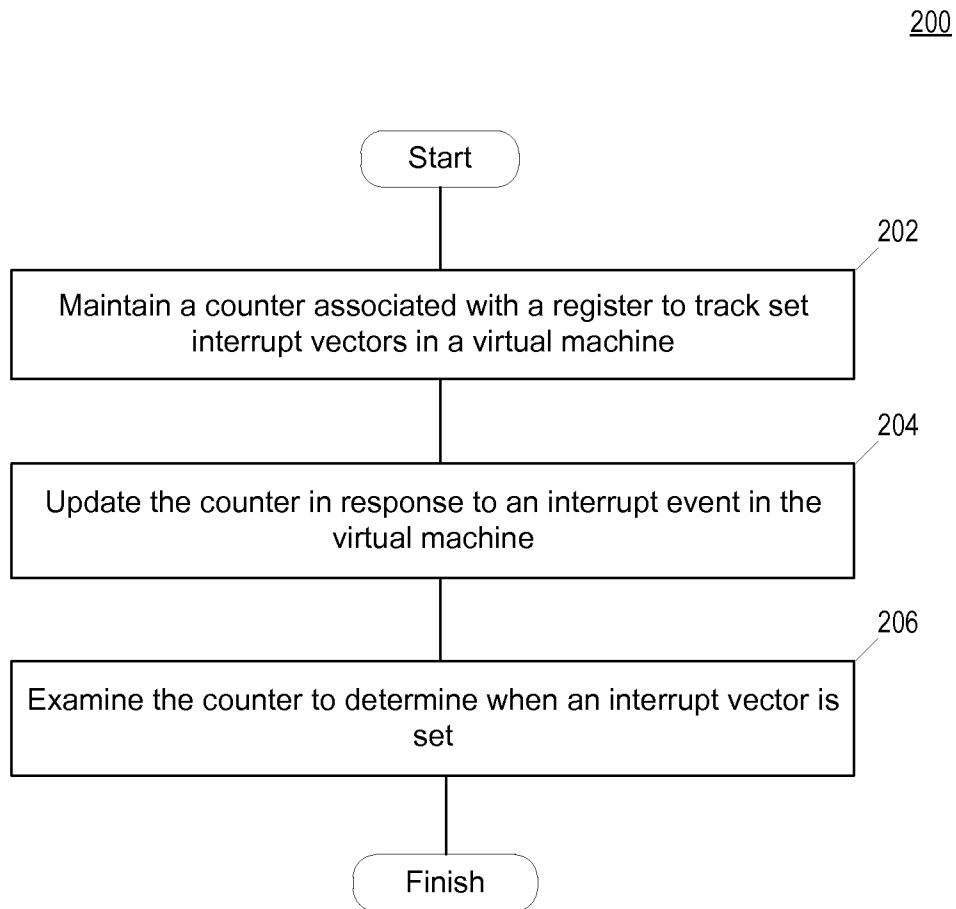 200
Start
202
Maintain a counter associated with a register to track set
interrupt vectors in a virtual machine
204
Update the counter in response to an interrupt event in the
virtual machine
206
Examine the counter to determine when an interrupt vector is
set
Finish